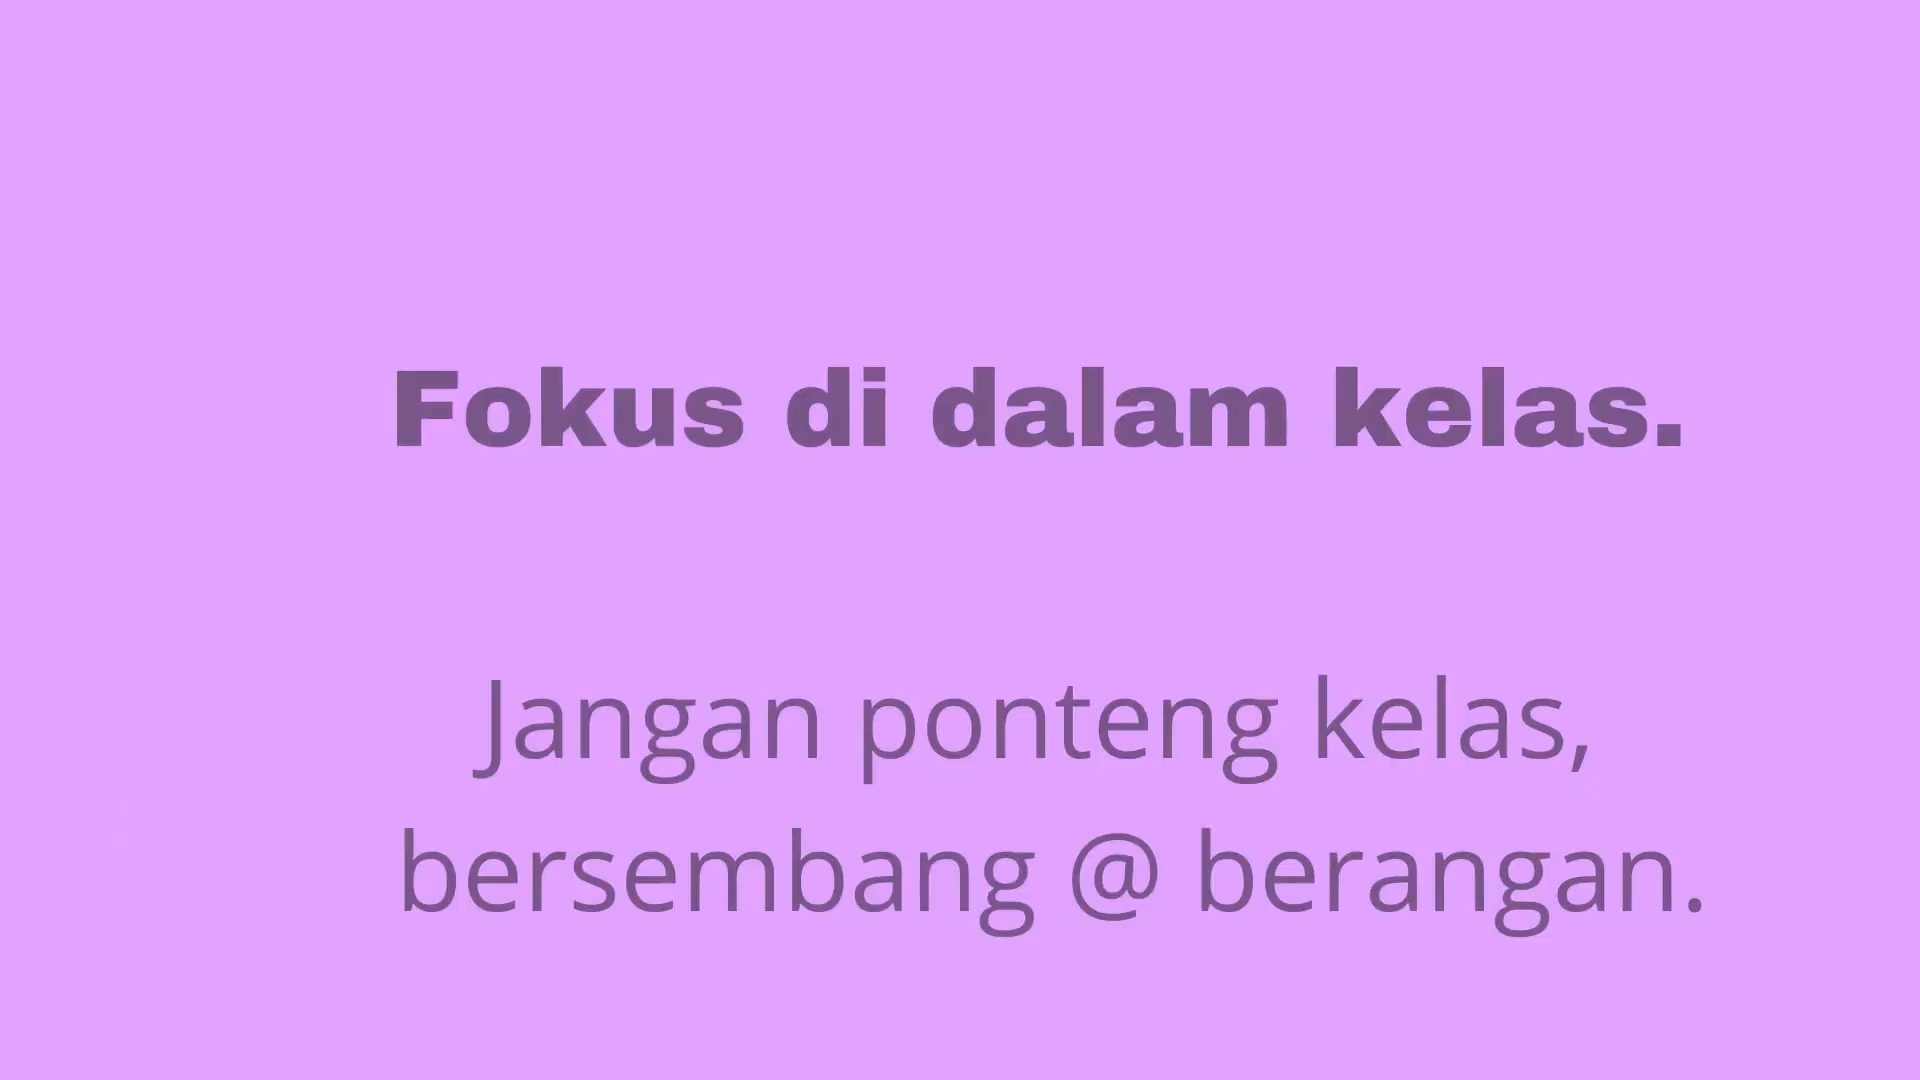 Fokus di dalam kelas.
Jangan ponteng kelas,
bersembang @ berangan.